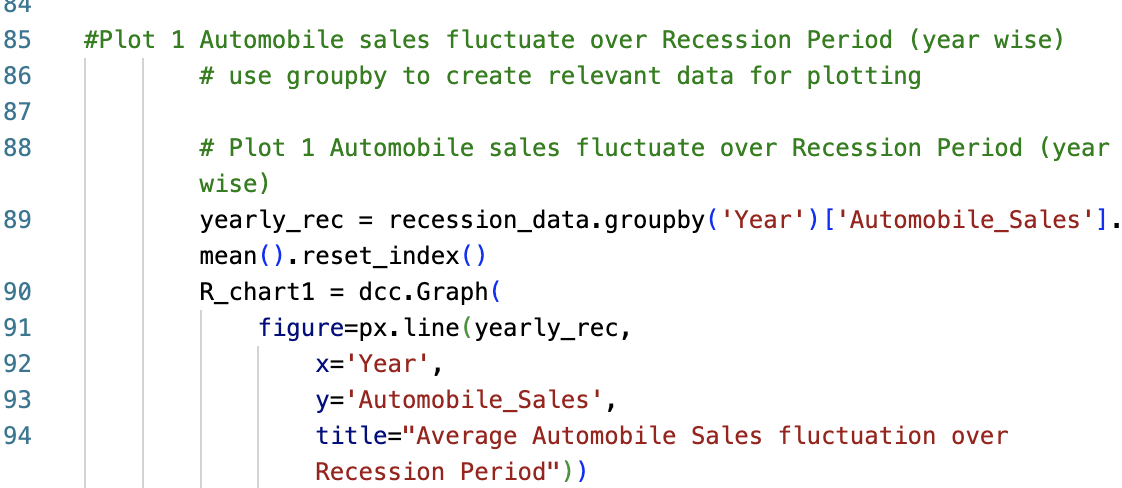 84
85 #Plot 1 Automobile sales fluctuate over Recession Period (year wise)
86 # use groupby to create relevant data for plotting
87
88 # Plot 1 Automobile sales fluctuate over Recession Period (year
wise)
89 yearly_rec = recession_data.groupby('Year')['Automobile_Sales'].
mean().reset_index()
90 R_chart1 = dcc.Graph(
91 figure=px.line(yearly_rec,
92 x='Year',
93 y='Automobile_Sales',
94 title="Average Automobile Sales fluctuation over
Recession Period"))